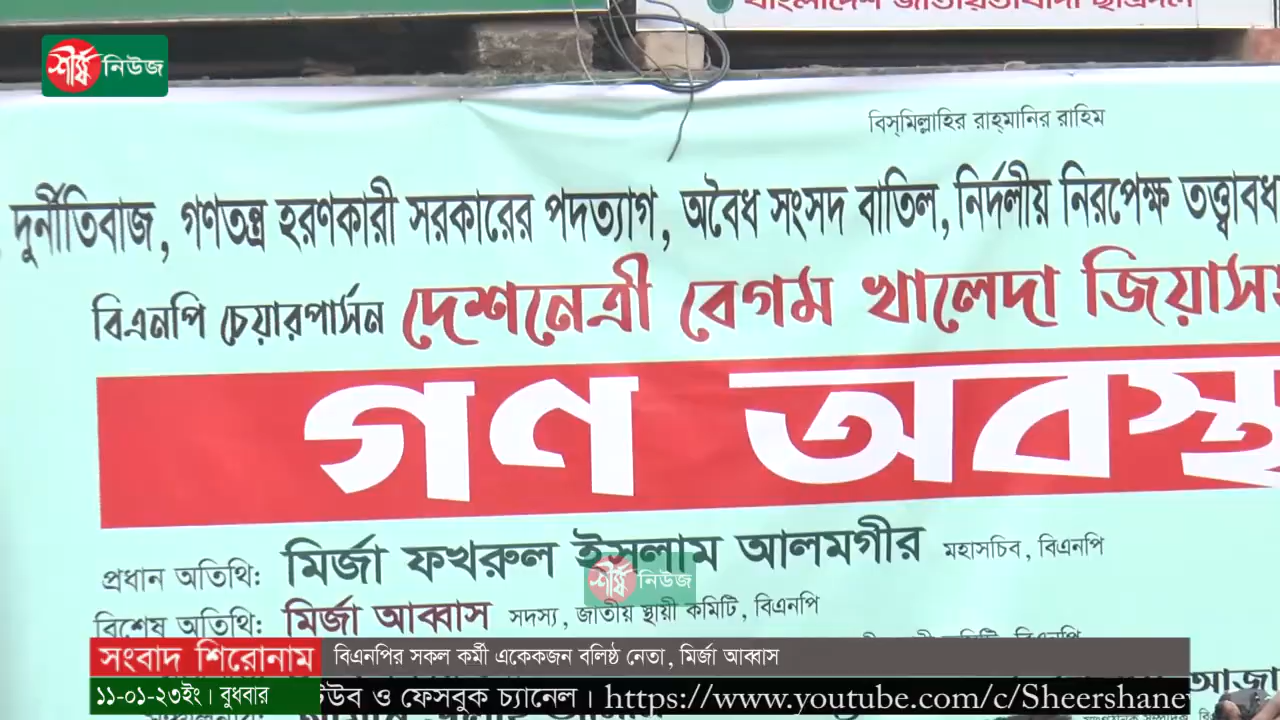 বাংলাদেশ জাতীয়তাবাদী ছাত্রদল
শীর্ষ নিউজ
বিস্‌মিল্লাহির রাহ্‌মানির রাহিম
দুর্নীতিবাজ, গণতন্ত্র হরণকারী সরকারের পদত্যাগ, অবৈধ সংসদ বাতিল, নির্দলীয় নিরপেক্ষ তত্ত্বাবধ
বিএনপি চেয়ারপার্সন দেশনেত্রী বেগম খালেদা জিয়াস
গণ অবস্থ
প্রধান অতিথি: মির্জা ফখরুল ইসলাম আলমগীর মহাসচিব, বিএনপি
শীর্ষ নিউজ
বিশেষ অতিথি: মির্জা আব্বাস সদস্য, জাতীয় স্থায়ী কমিটি, বিএনপি
সংবাদ শিরোনাম বিএনপির সকল কর্মী একেকজন বলিষ্ঠ নেতা, মির্জা আব্বাস
১১-০১-২৩ইং। বুধবার উটিব ও ফেসবুক চ্যানেল। https://www.youtube.com/c/Sheershane